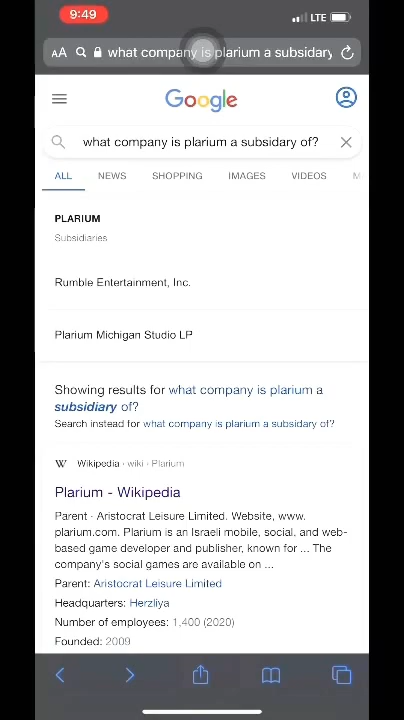 9:49
LTE
AA what company is plarium a subsidary
Google
what company is plarium a subsidary of?
ALL NEWS SHOPPING IMAGES VIDEOS M
PLARIUM
Subsidiaries
Rumble Entertainment, Inc.
Plarium Michigan Studio LP
Showing results for what company is plarium a
subsidiary of?
Search instead for what company is plarium a subsidary of?
W Wikipedia › wiki › Plarium
Plarium - Wikipedia
Parent · Aristocrat Leisure Limited. Website, www.
plarium.com. Plarium is an Israeli mobile, social, and web-
based game developer and publisher, known for ... The
company's social games are available on ...
Parent: Aristocrat Leisure Limited
Headquarters: Herzliya
Number of employees: 1,400 (2020)
Founded: 2009